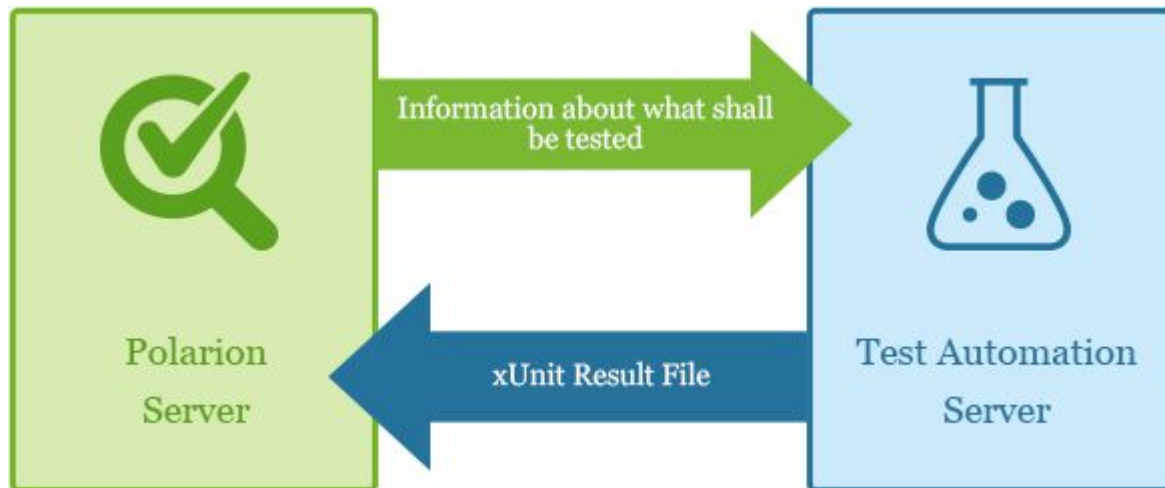 Information about what shall
be tested
Polarion
Server
xUnit Result File
Test Automation
Server